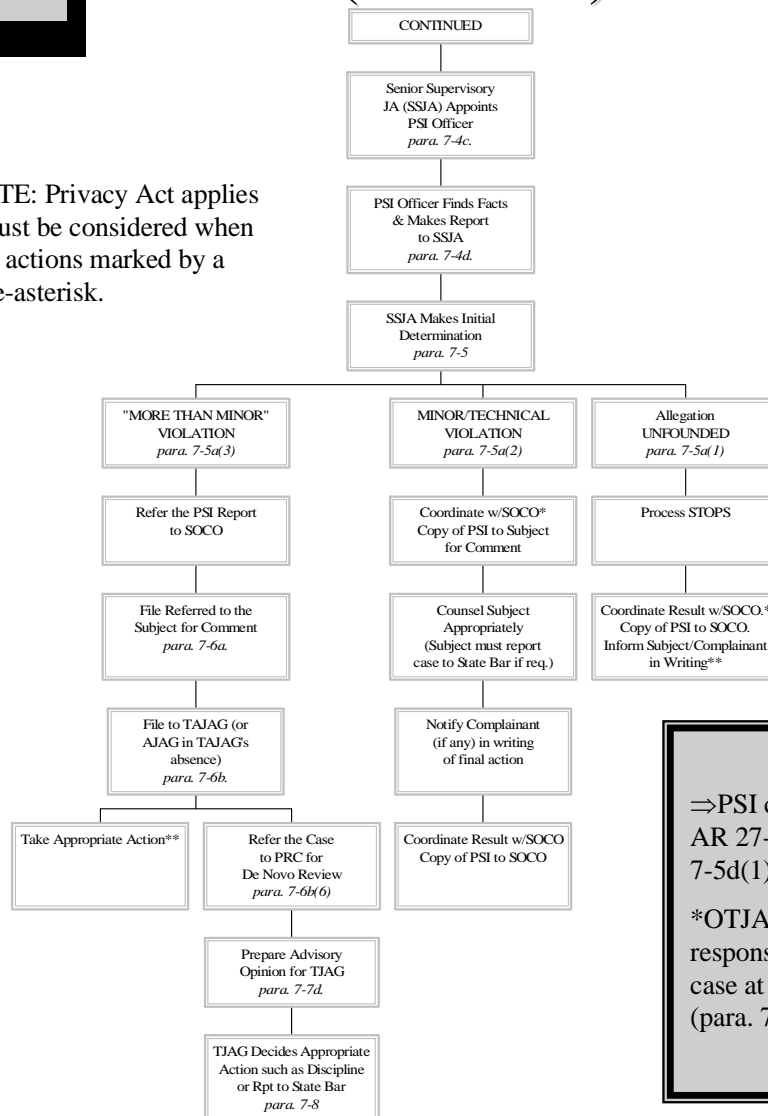 CONTINUED
Senior Supervisory
JA (SSJA) Appoints
PSI Officer
para. 7-4c.
TE: Privacy Act applies
ust be considered when
actions marked by a
e-asterisk.
PSI Officer Finds Facts
& Makes Report
to SSJA
para. 7-4d.
SSJA Makes Initial
Determination
para. 7-5
"MORE THAN MINOR"
VIOLATION
para. 7-5a(3)
Refer the PSI Report
to SOCO
File Referred to the
Subject for Comment
para. 7-6a.
File to TAJAG (or
AJAG in TAJAG's
absence)
para. 7-6b.
Take Appropriate Action**
Refer the Case
to PRC for
De Novo Review
para. 7-6b(6)
Prepare Advisory
Opinion for TJAG
para. 7-7d.
TJAG Decides Appropriate
Action such as Discipline
or Rpt to State Bar
para. 7-8
MINOR/TECHNICAL
VIOLATION
para. 7-5a(2)
Coordinate w/SOCO*
Copy of PSI to Subject
for Comment
Counsel Subject
Appropriately
(Subject must report
case to State Bar if req.)
Notify Complainant
(if any) in writing
of final action
Coordinate Result w/SOCO
Copy of PSI to SOCO
Allegation
UNFOUNDED
para. 7-5a(1)
Process STOPS
Coordinate Result w/SOCO.*
Copy of PSI to SOCO.
Inform Subject/Complainant
in Writing**
⇒PSI
AR 27-
7-5d(1)
*OTJA
respons
case at
(para. 7